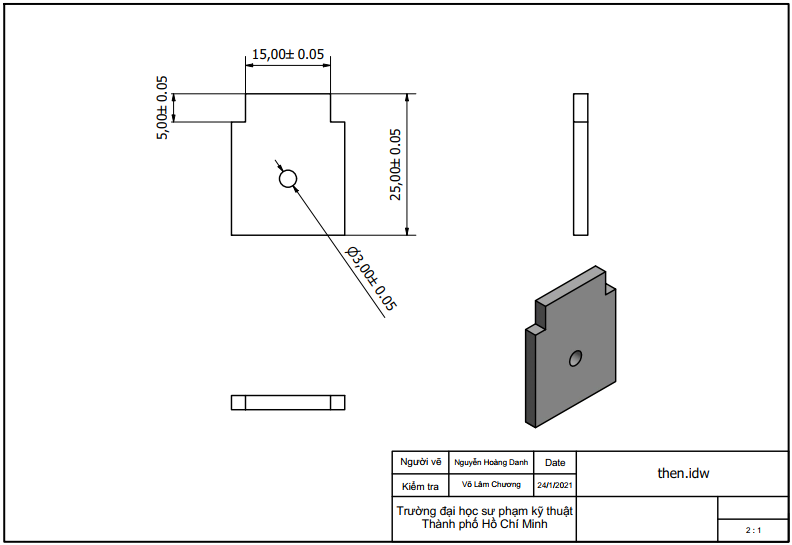 15,00± 0.05
5,00± 0.05
25,00± 0.05
Ø3,00± 0.05
Người vẽ Nguyễn Hoàng Danh Date
then.idw
Kiểm tra Võ Lâm Chương 24/1/2021
Trường đại học sư phạm kỹ thuật
Thành phố Hồ Chí Minh
2 : 1